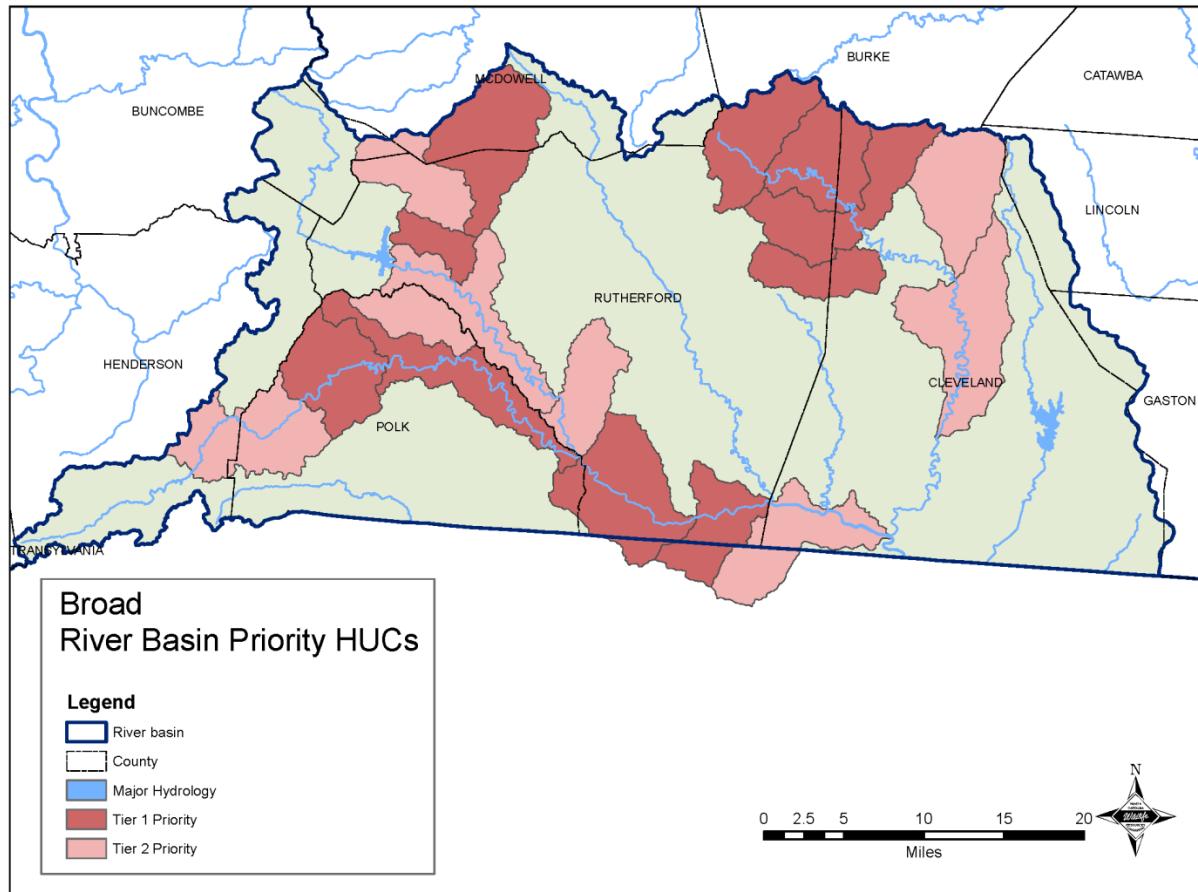 BURKE
MCDOWELL
CATAWBA
BUNCOMBE
LINCOLN
RUTHERFORD
HENDERSON
CLEVELAND
GASTON
POLK
TRANSYLVANIA
Broad
River Basin Priority HUCs
Legend
River basin
County
Major Hydrology
Tier 1 Priority
Tier 2 Priority
0 2.5 5 10 15 20
Miles
N